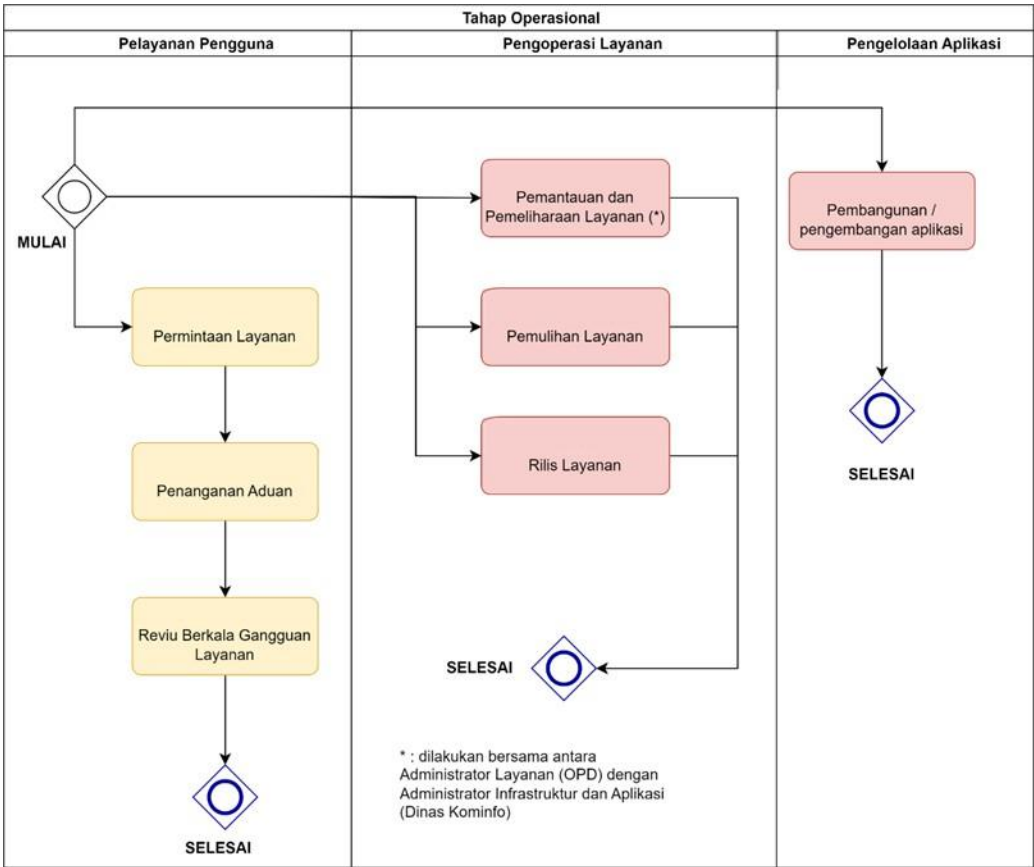 Tahap Operasional
Pelayanan Pengguna
Pengoperasi Layanan
Pengelolaan Aplikasi
MULAI
Permintaan Layanan
Penanganan Aduan
Reviu Berkala Gangguan
Layanan
SELESAI
Pemantauan dan
Pemeliharaan Layanan (*)
Pemulihan Layanan
Rilis Layanan
SELESAI
* : dilakukan bersama antara
Administrator Layanan (OPD) dengan
Administrator Infrastruktur dan Aplikasi
(Dinas Kominfo)
Pembangunan /
pengembangan aplikasi
SELESAI